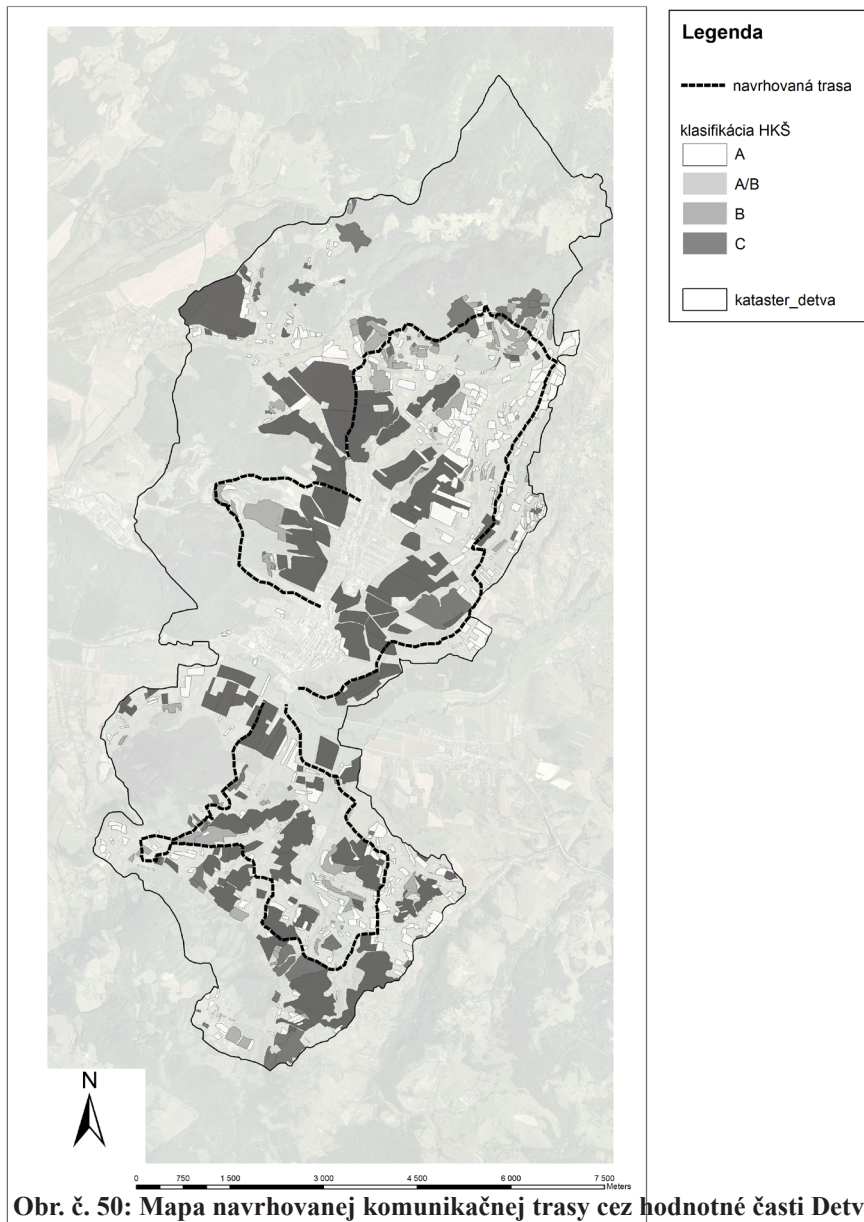 Legenda
navrhovaná trasa
klasifikácia HKŠ
A
A/B
B
C
kataster_detva
N
0 750 1 500 3 000 4 500 6 000 7 500
Meters
Obr. č. 50: Mapa navrhovanej komunikačnej trasy cez hodnotné časti Detv